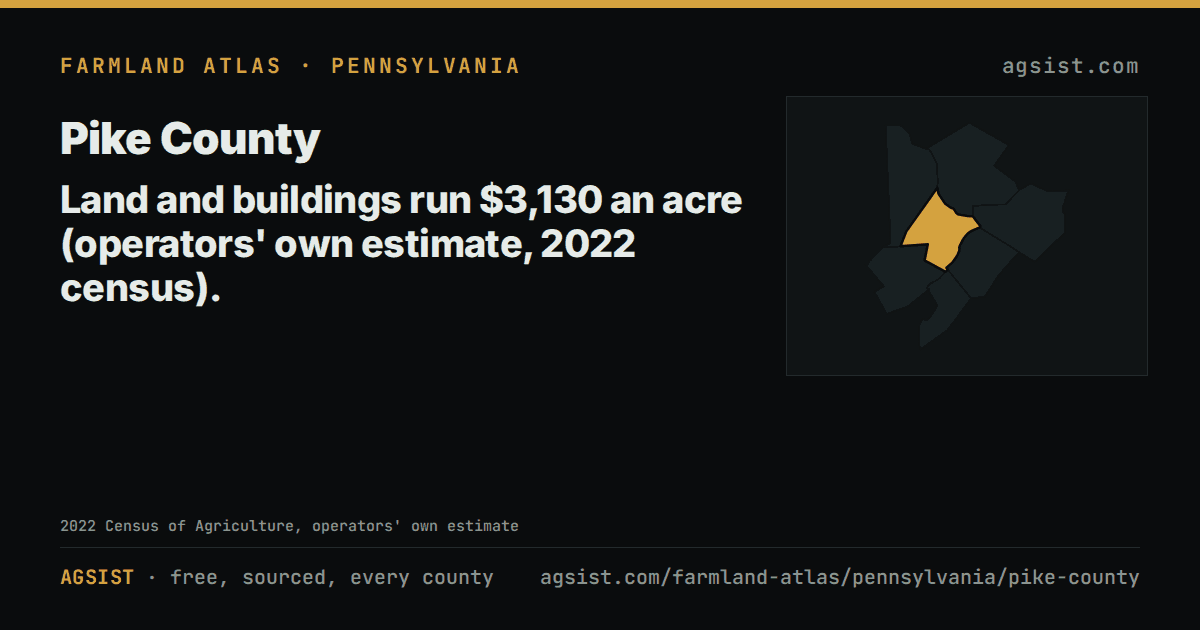 FARMLAND ATLAS · PENNSYLVANIA
agsist.com
Pike County
Land and buildings run $3,130 an acre
(operators' own estimate, 2022
census).
2022 Census of Agriculture, operators' own estimate
AGSIST · free, sourced, every county
agsist.com/farmland-atlas/pennsylvania/pike-county